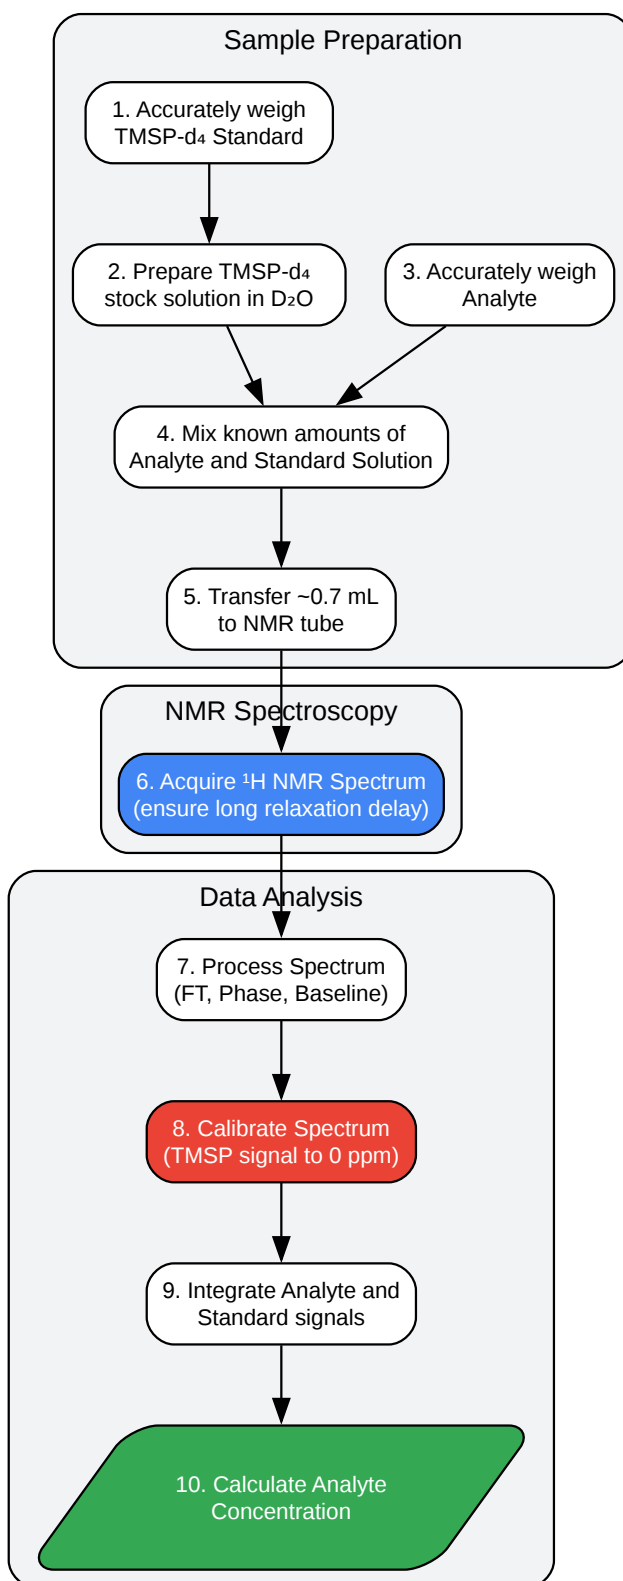 Sample Preparation
1. Accurately weigh
TMSP-d₄ Standard
2. Prepare TMSP-d₄
stock solution in D₂O
3. Accurately weigh
Analyte
4. Mix known amounts of
Analyte and Standard Solution
5. Transfer ~0.7 mL
to NMR tube
NMR Spectroscopy
6. Acquire ¹H NMR Spectrum
(ensure long relaxation delay)
Data Analysis
7. Process Spectrum
(FT, Phase, Baseline)
8. Calibrate Spectrum
(TMSP signal to 0 ppm)
9. Integrate Analyte and
Standard signals
10. Calculate Analyte
Concentration